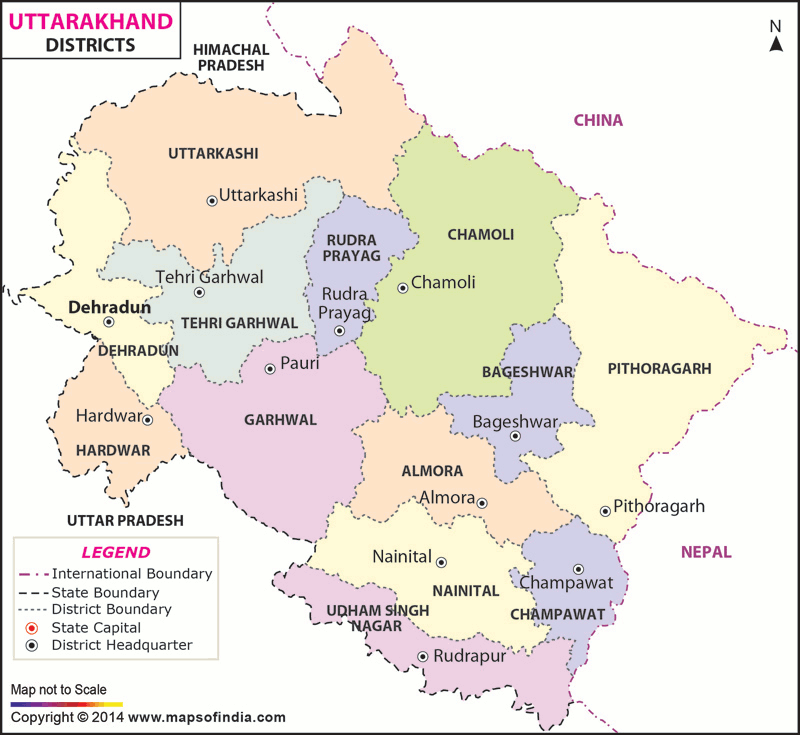 UTTARAKHAND
DISTRICTS
HIMACHAL
PRADESH
N
CHINA
UTTARKASHI
Uttarkashi
RUDRA
PRAYAG
CHAMOLI
Tehri Garhwal
Chamoli
Rudra
Prayag
Dehradun
TEHRI GARHWAL
DEHRADUN
Pauri
BAGESHWAR
PITHORAGARH
Hardwar
GARHWAL
Bageshwar
HARDWAR
ALMORA
Almora
Pithoragarh
UTTAR PRADESH
NEPAL
Nainital
Champawat
NAINITAL
UDHAM SINGH
NAGAR
CHAMPAWAT
Rudrapur
LEGEND
International Boundary
State Boundary
District Boundary
State Capital
District Headquarter
Map not to Scale
Copyright © 2014 www.mapsofindia.com